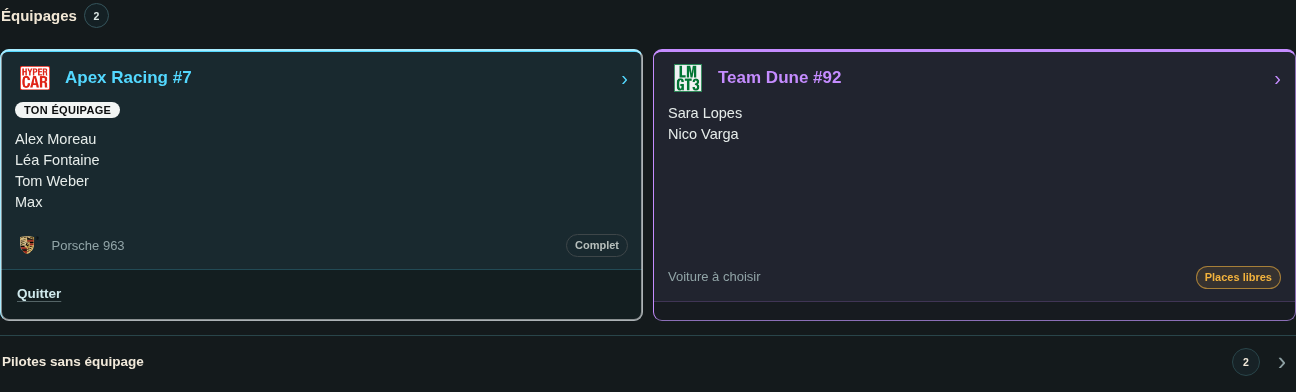 Équipages 2
HYPER
CAR
Apex Racing #7
TON ÉQUIPAGE
Alex Moreau
Léa Fontaine
Tom Weber
Max
Porsche 963
Complet
Quitter
LM
GT3
Team Dune #92
Sara Lopes
Nico Varga
Voiture à choisir
Places libres
Pilotes sans équipage
2